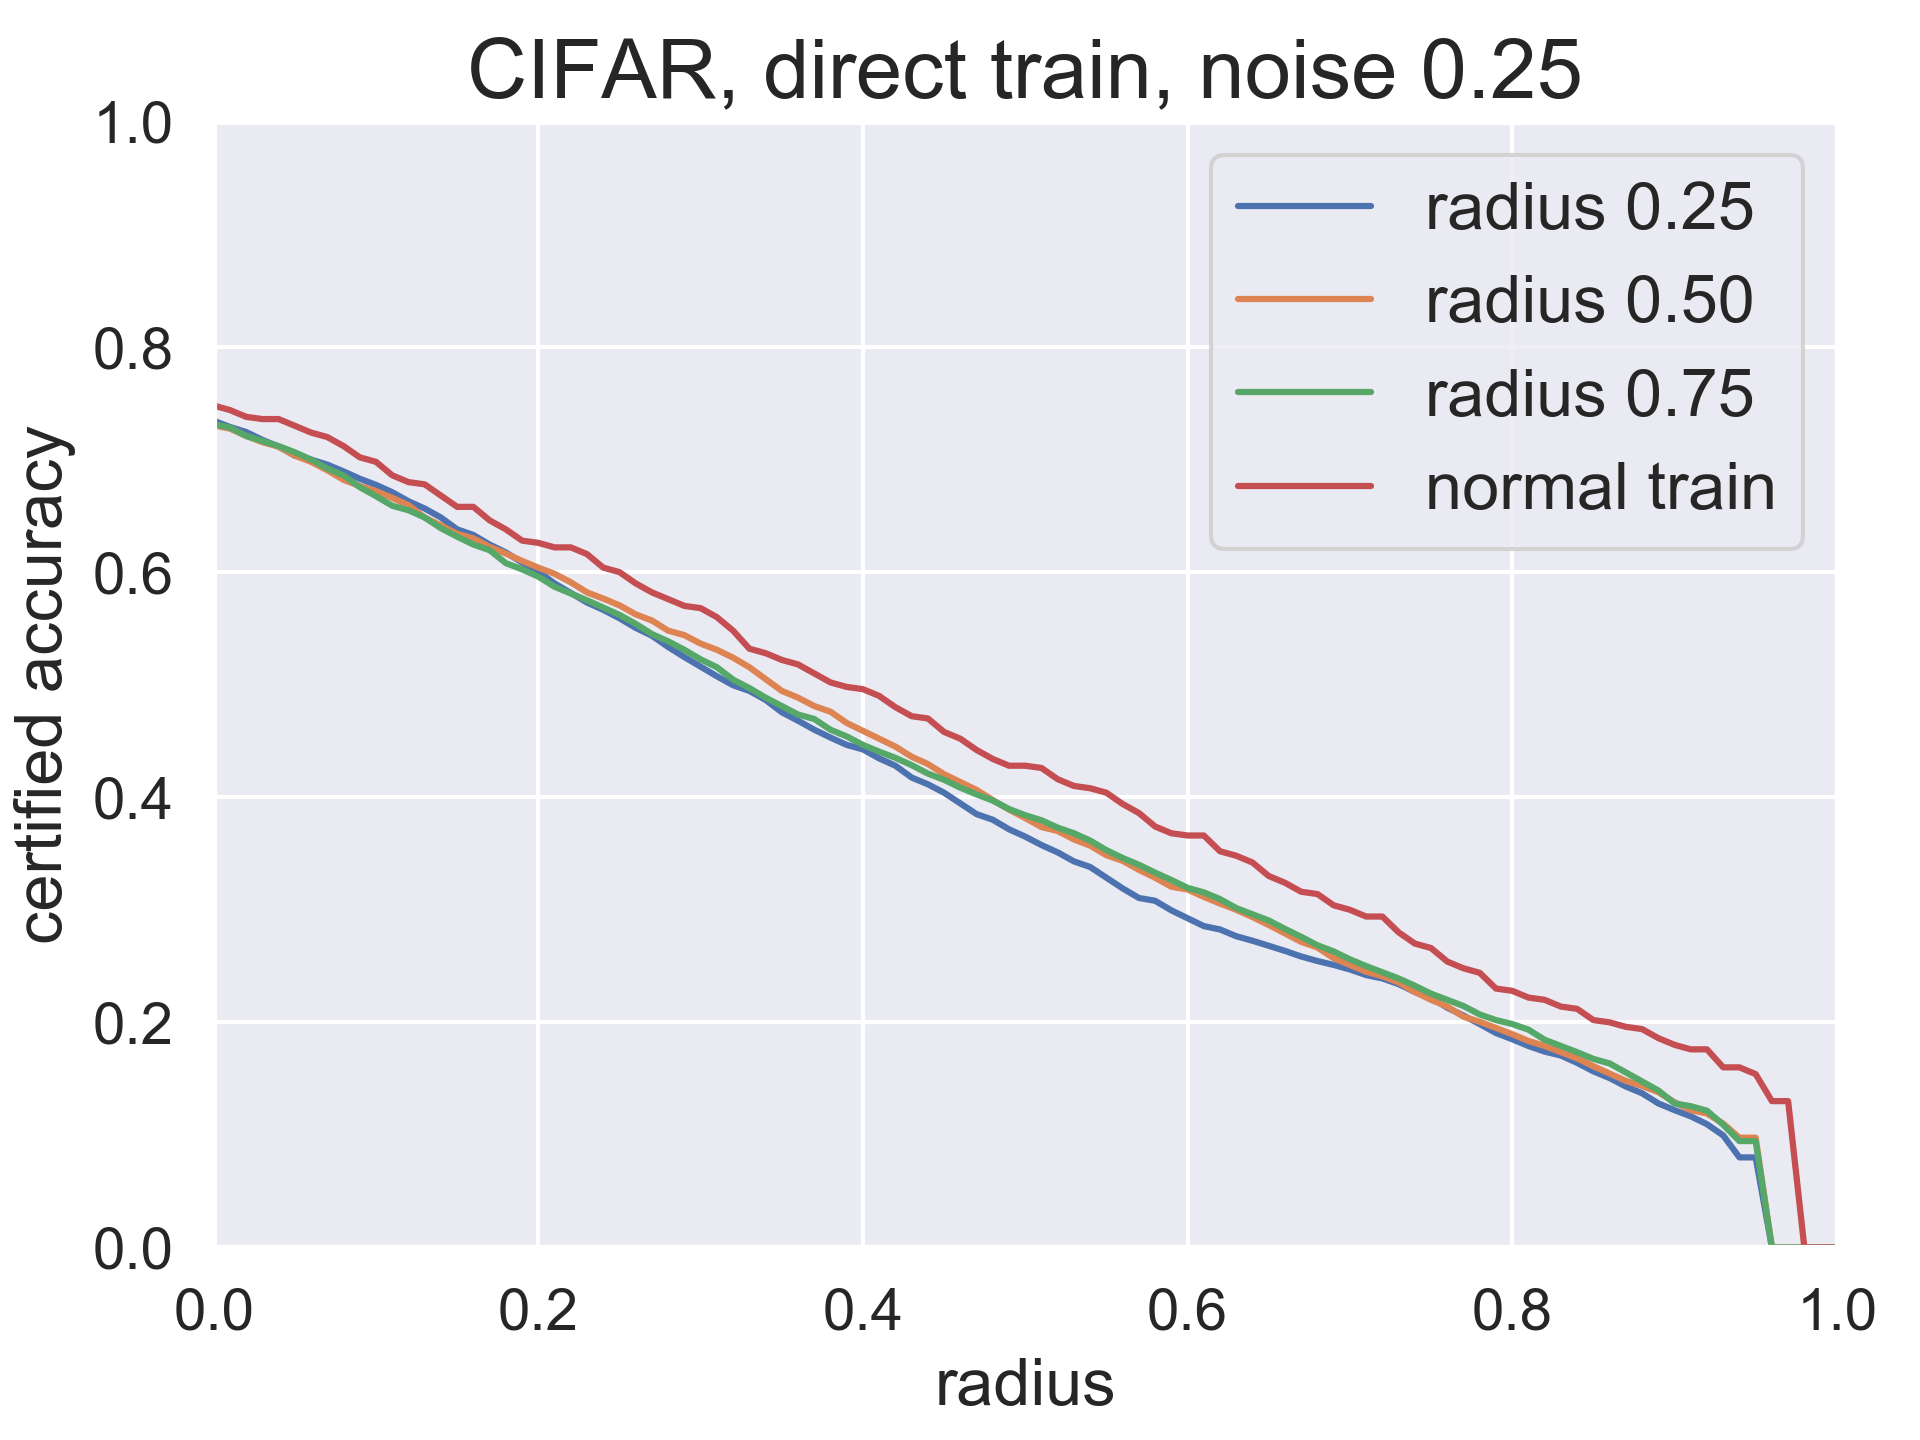 CIFAR, direct train, noise 0.25
1.0
0.8
0.6
0.4
0.2
0.0
certified accuracy
radius 0.25
radius 0.50
radius 0.75
normal train
0.0 0.2 0.4 0.6 0.8 1.0
radius